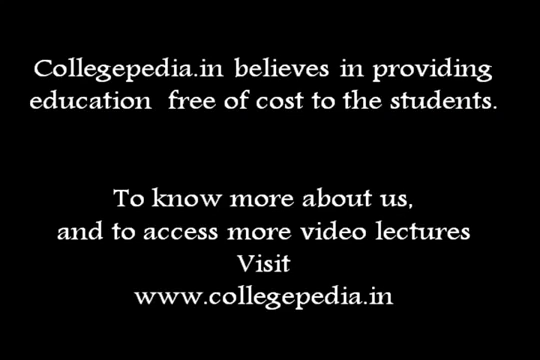 Collegepedia.in believes in providing
education free of cost to the students.
To know more about us,
and to access more video lectures
Visit
www.collegepedia.in